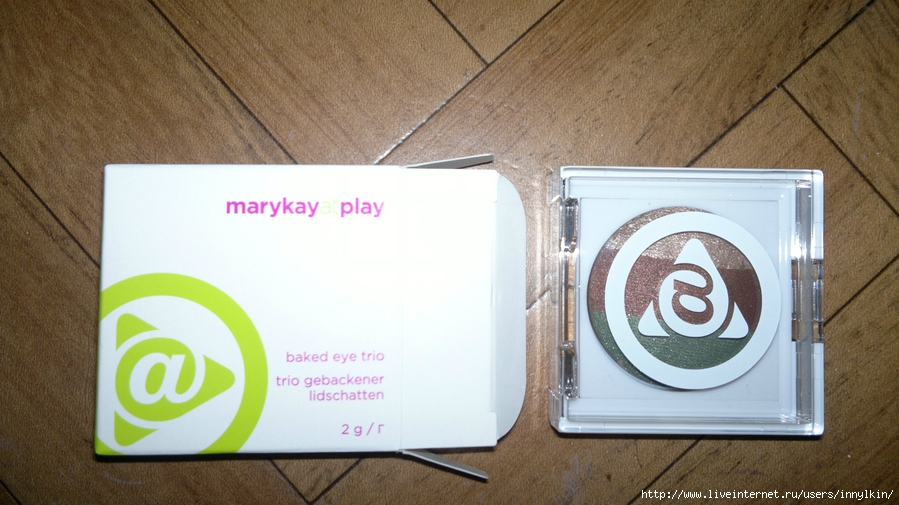 marykayatplay
@
baked eye trio
trio gebackener
lidschatten
2 g / г
@
http://www.liveinternet.ru/users/innylkin/